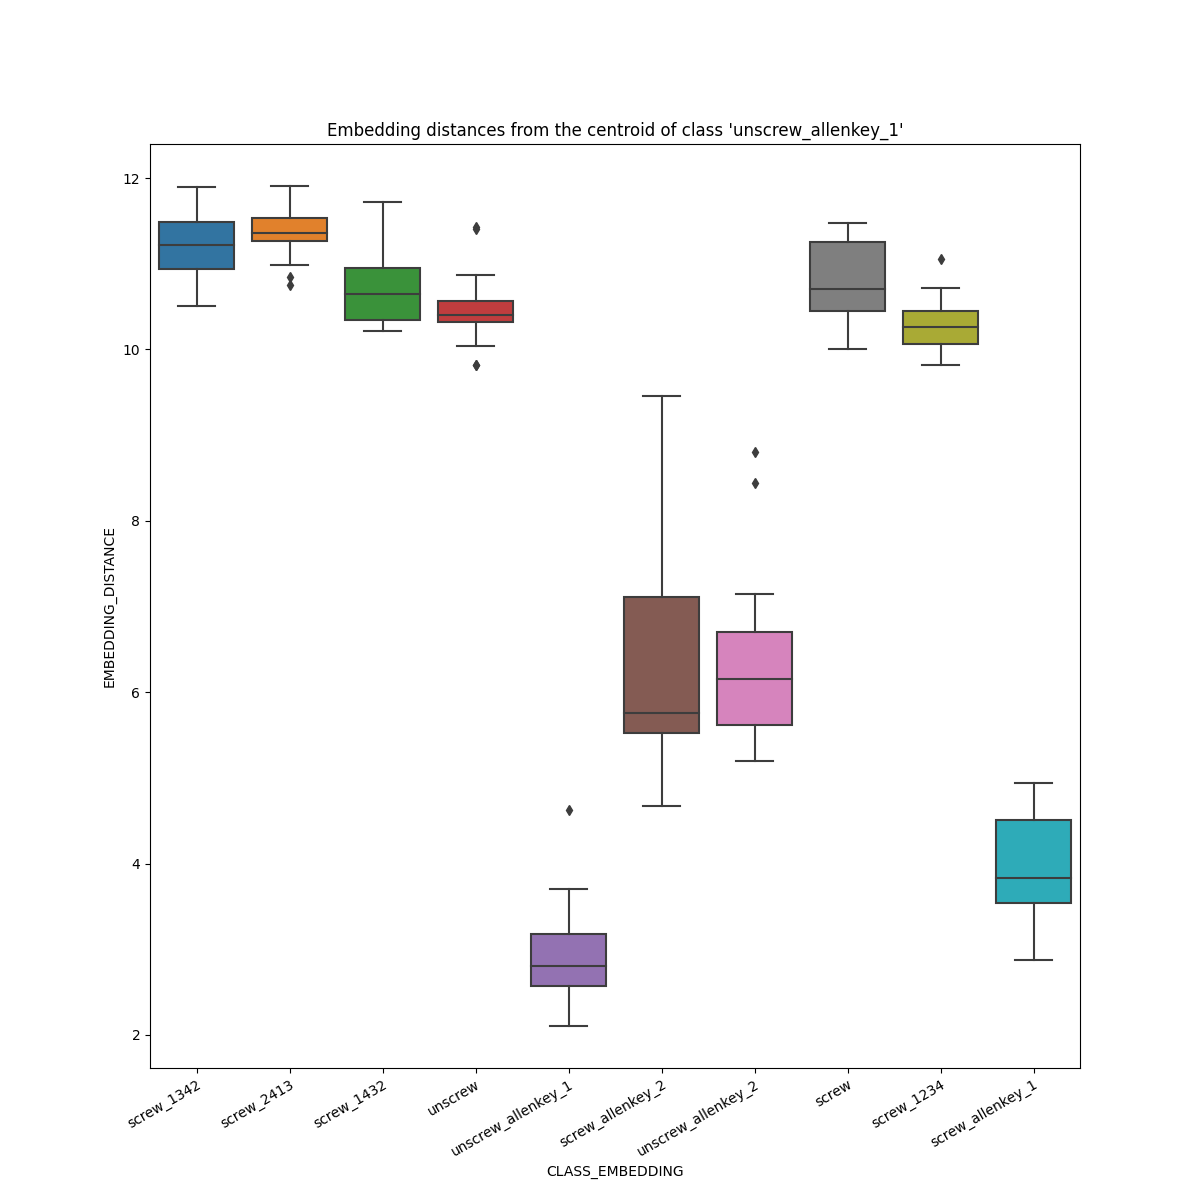 Embedding distances from the centroid of class 'unscrew_allenkey_1'
12
10
8
6
4
2
EMBEDDING_DISTANCE
screw_1342
screw_2413
screw_1432
unscrew
unscrew_allenkey_1
screw_allenkey_2
unscrew_allenkey_2
screw
screw_1234
screw_allenkey_1
CLASS_EMBEDDING